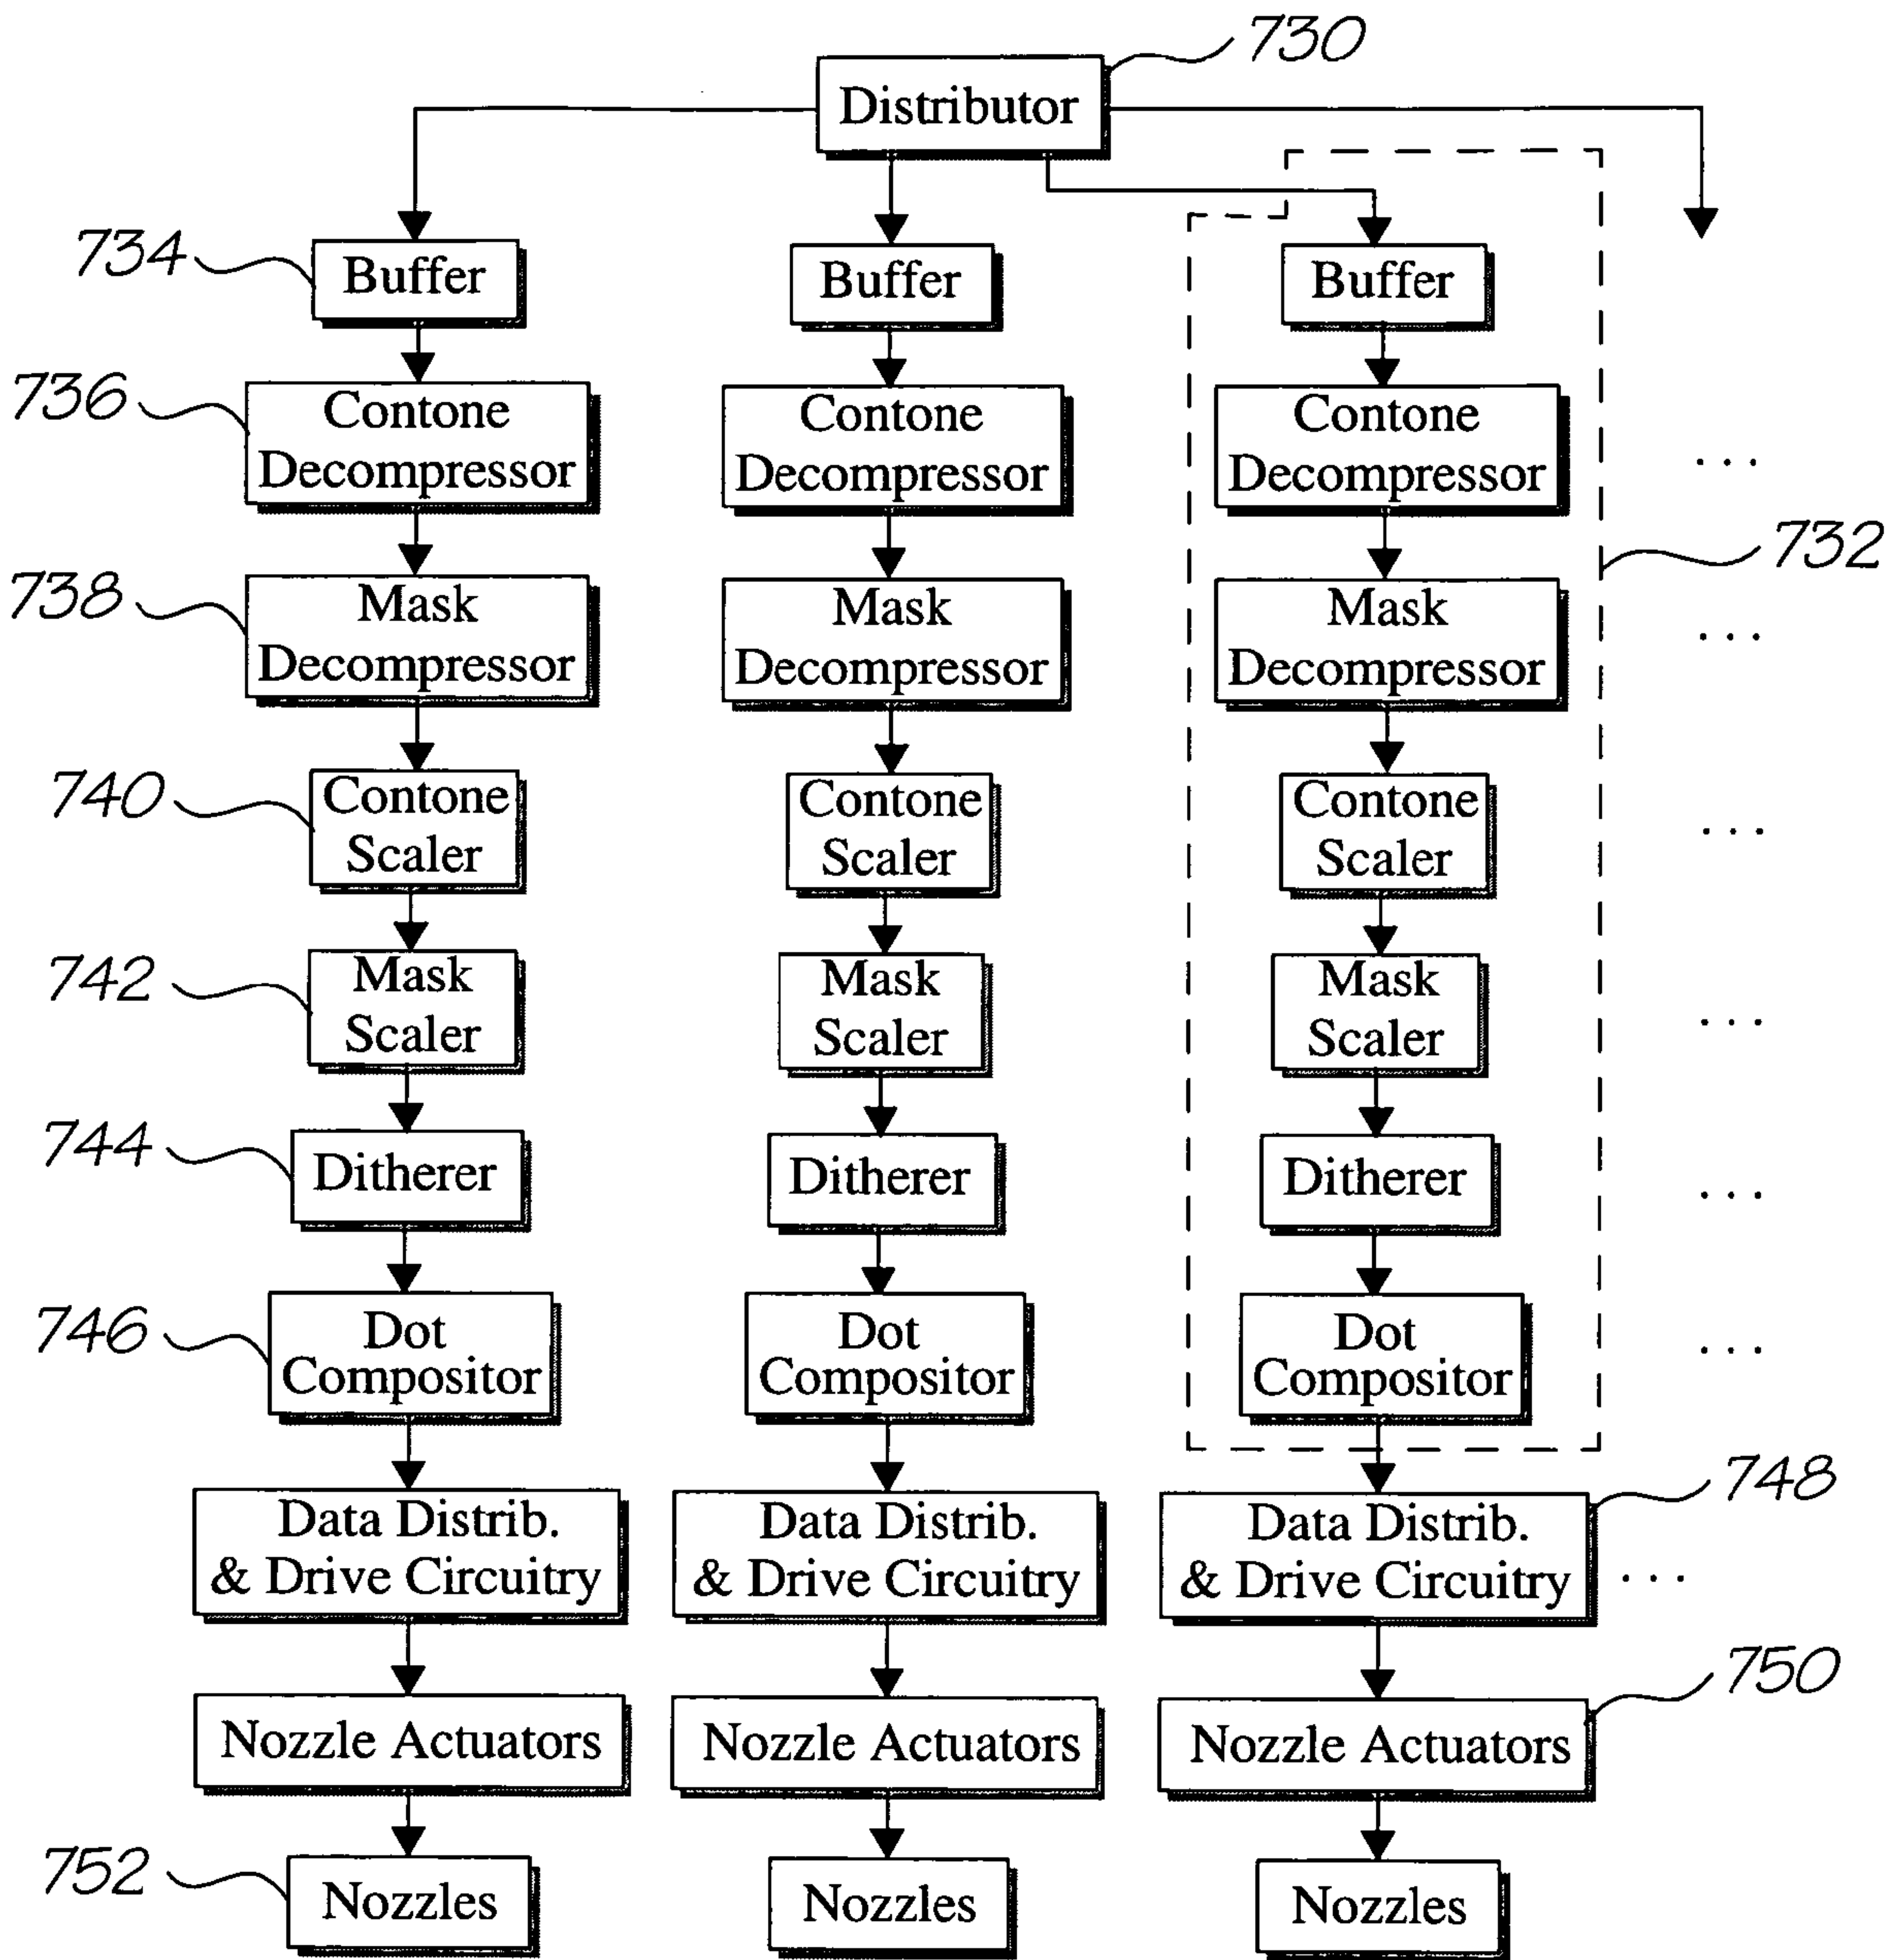 730
Distributor
734
Buffer
Buffer
Buffer
736
Contone
Decompressor
Contone
Decompressor
Contone
Decompressor
...
732
738
Mask
Decompressor
Mask
Decompressor
Mask
Decompressor
...
740
Contone
Scaler
Contone
Scaler
Contone
Scaler
...
742
Mask
Scaler
Mask
Scaler
Mask
Scaler
...
744
Ditherer
Ditherer
Ditherer
...
746
Dot
Compositor
Dot
Compositor
Dot
Compositor
...
748
Data Distrib.
& Drive Circuitry
Data Distrib.
& Drive Circuitry
Data Distrib.
& Drive Circuitry
...
750
Nozzle Actuators
Nozzle Actuators
Nozzle Actuators
752
Nozzles
Nozzles
Nozzles